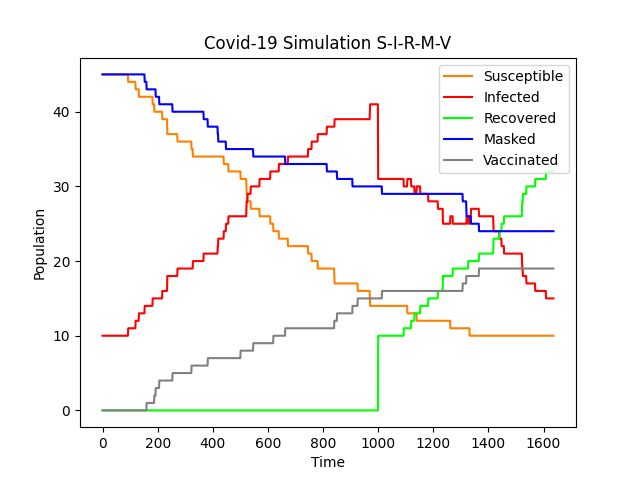 Covid-19 Simulation S-I-R-M-V
Susceptible
Infected
Recovered
Masked
Vaccinated
40
30
20
10
0
Population
0 200 400 600 800 1000 1200 1400 1600
Time